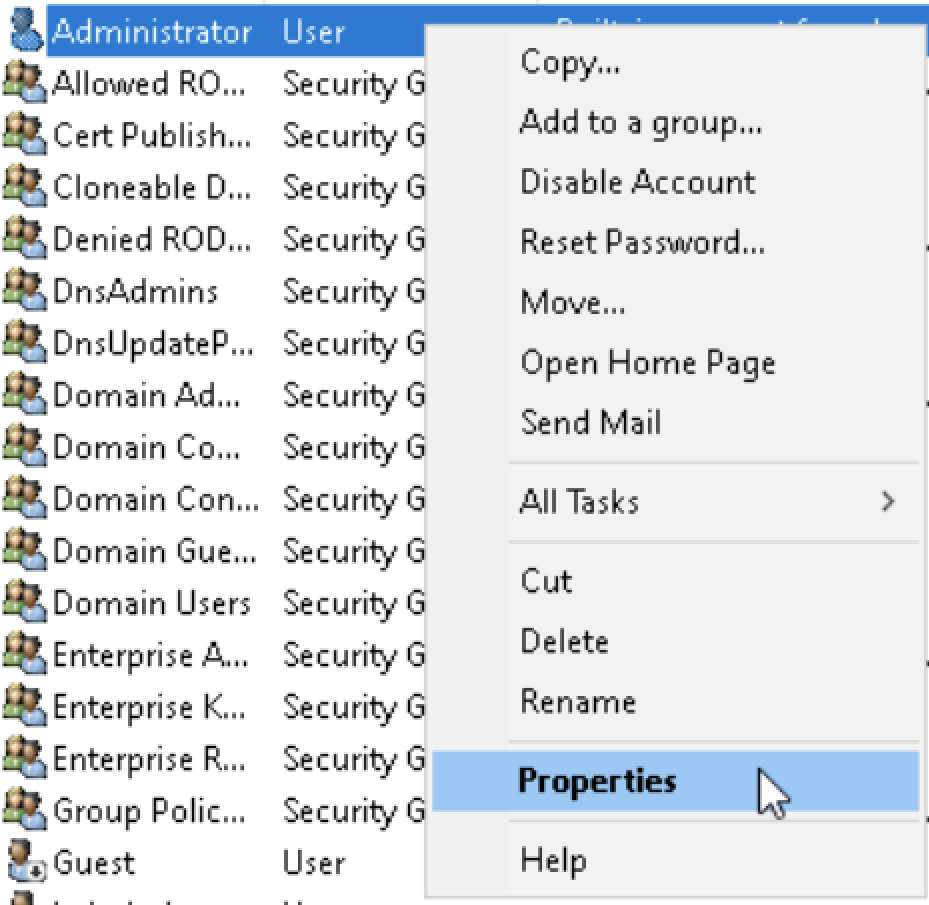 Administrator User
Allowed RO... Security G
Cert Publish... Security G
Cloneable D... Security G
Denied ROD... Security G
DnsAdmins Security G
DnsUpdateP... Security G
Domain Ad... Security G
Domain Co... Security G
Domain Con... Security G
Domain Gue... Security G
Domain Users Security G
Enterprise A... Security G
Enterprise K... Security G
Enterprise R... Security G
Group Polic... Security G
Guest User
Copy...
Add to a group...
Disable Account
Reset Password...
Move...
Open Home Page
Send Mail
All Tasks >
Cut
Delete
Rename
Properties
Help